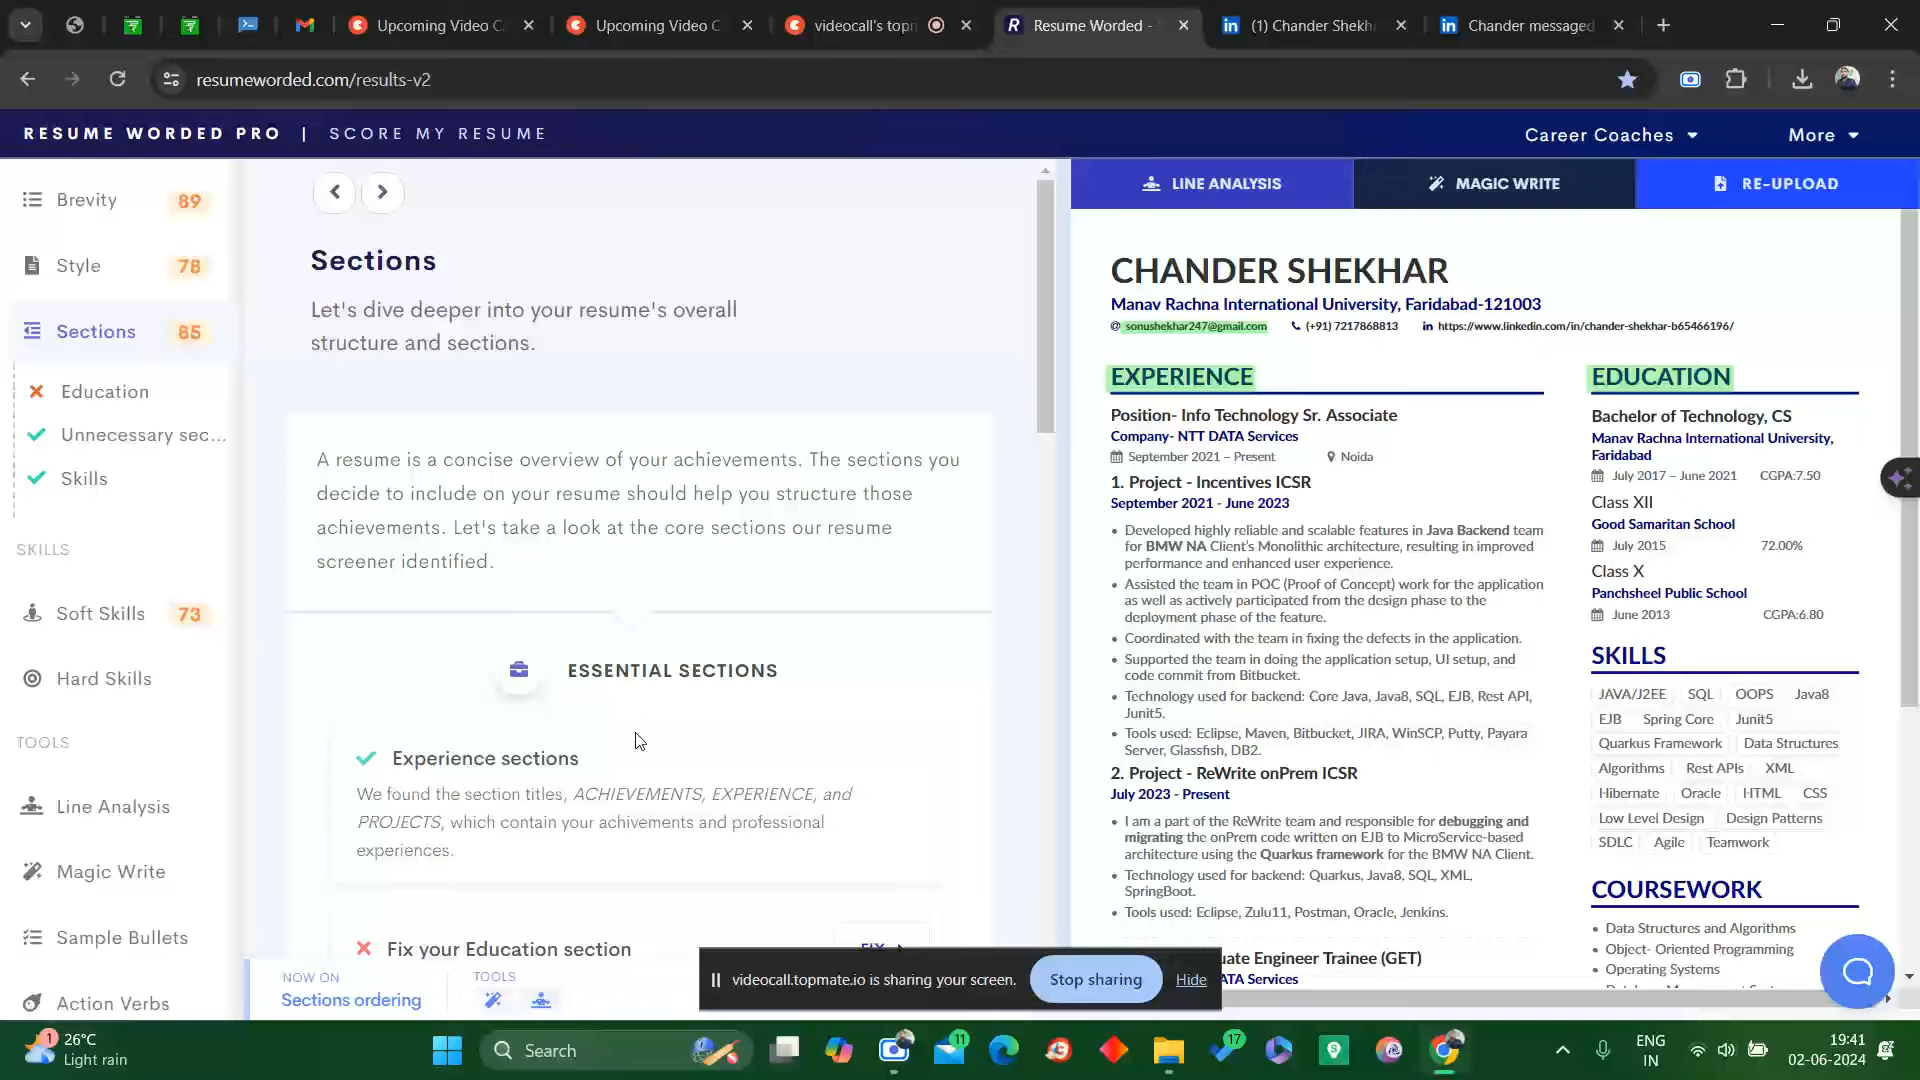 Upcoming Video C
Upcoming Video C
videocall's topm
Resume Worded -
(1) Chander Shekh
Chander messaged
resumeworded.com/results-v2
RESUME WORDED PRO | SCORE MY RESUME
Career Coaches
More
Brevity 89
Style 78
Sections 85
Education
Unnecessary sec...
Skills
SKILLS
Soft Skills 73
Hard Skills
TOOLS
Line Analysis
Magic Write
Sample Bullets
Action Verbs
Sections
Let's dive deeper into your resume's overall
structure and sections.
A resume is a concise overview of your achievements. The sections you
decide to include on your resume should help you structure those
achievements. Let's take a look at the core sections our resume
screener identified.
ESSENTIAL SECTIONS
Experience sections
We found the section titles, ACHIEVEMENTS, EXPERIENCE, and
PROJECTS, which contain your achivements and professional
experiences.
Fix your Education section
FIX
NOW ON
Sections ordering
TOOLS
LINE ANALYSIS
MAGIC WRITE
RE-UPLOAD
CHANDER SHEKHAR
Manav Rachna International University, Faridabad-121003
sonushekhar247@gmail.com (+91) 7217868813 https://www.linkedin.com/in/chander-shekhar-b65466196/
EXPERIENCE
Position- Info Technology Sr. Associate
Company- NTT DATA Services
September 2021 – Present Noida
1. Project - Incentives ICSR
September 2021 - June 2023
• Developed highly reliable and scalable features in Java Backend team
for BMW NA Client's Monolithic architecture, resulting in improved
performance and enhanced user experience.
• Assisted the team in POC (Proof of Concept) work for the application
as well as actively participated from the design phase to the
deployment phase of the feature.
• Coordinated with the team in fixing the defects in the application.
• Supported the team in doing the application setup, UI setup, and
code commit from Bitbucket.
• Technology used for backend: Core Java, Java8, SQL, EJB, Rest API,
Junit5.
• Tools used: Eclipse, Maven, Bitbucket, JIRA, WinSCP, Putty, Payara
Server, Glassfish, DB2.
2. Project - ReWrite onPrem ICSR
July 2023 - Present
• I am a part of the ReWrite team and responsible for debugging and
migrating the onPrem code written on EJB to MicroService-based
architecture using the Quarkus framework for the BMW NA Client.
• Technology used for backend: Quarkus, Java8, SQL, XML,
SpringBoot.
• Tools used: Eclipse, Zulu11, Postman, Oracle, Jenkins.
uate Engineer Trainee (GET)
ATA Services
EDUCATION
Bachelor of Technology, CS
Manav Rachna International University,
Faridabad
July 2017 – June 2021 CGPA:7.50
Class XII
Good Samaritan School
July 2015 72.00%
Class X
Panchsheel Public School
June 2013 CGPA:6.80
SKILLS
JAVA/J2EE SQL OOPS Java8
EJB Spring Core Junit5
Quarkus Framework Data Structures
Algorithms Rest APIs XML
Hibernate Oracle HTML CSS
Low Level Design Design Patterns
SDLC Agile Teamwork
COURSEWORK
• Data Structures and Algorithms
• Object- Oriented Programming
• Operating Systems
videocall.topmate.io is sharing your screen.
Stop sharing
Hide
1
26°C
Light rain
Search
11
17
ENG
IN
19:41
02-06-2024